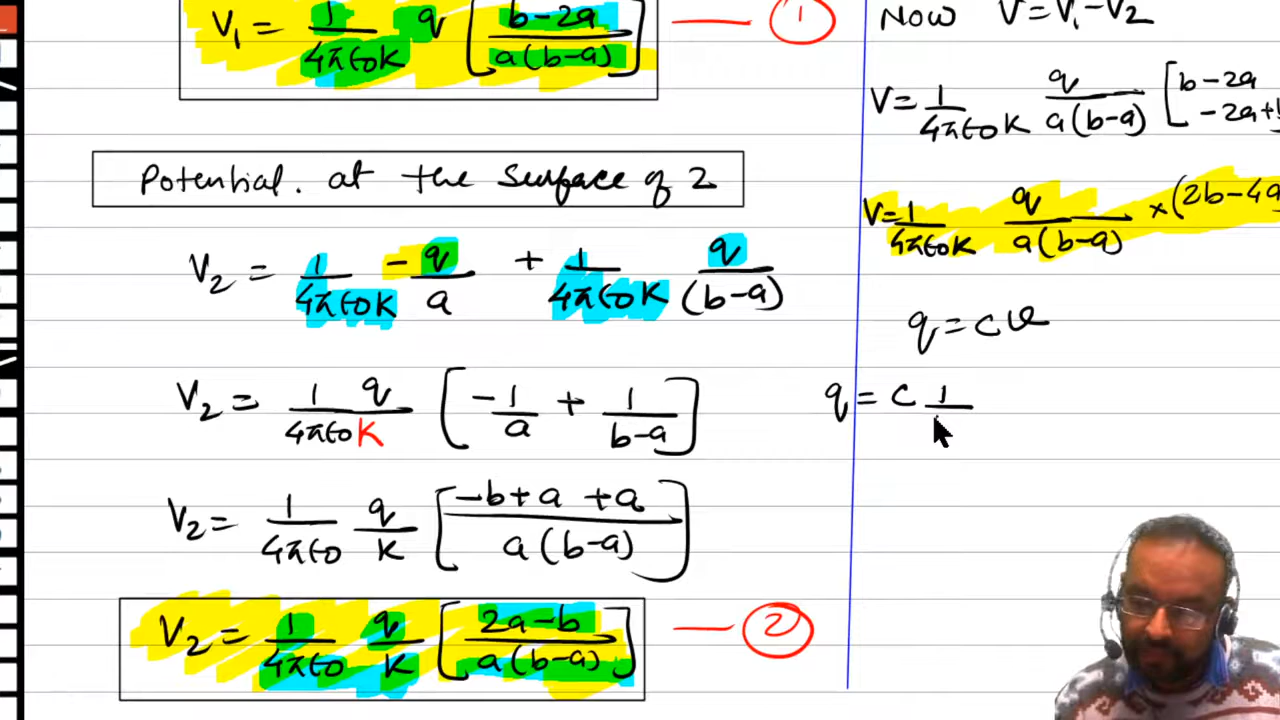 V₁ = 1/4πε₀K q [b-2a / a(b-a)] — ①
Potential. at the surface of 2
V₂ = 1/4πε₀K -q/a + 1/4πε₀K q/(b-a)
V₂ = 1 q/4πε₀K [-1/a + 1/b-a]
V₂ = 1/4πε₀ q/K [-b+a+a / a(b-a)]
V₂ = 1/4πε₀ q/K [2a-b / a(b-a)] — ②
Now V=V₁-V₂
V= 1/4πε₀K q/a(b-a) [b-2a
-2a+
V= 1/4πε₀K q/a(b-a) ×(2b-4a
q = CV
q = C 1